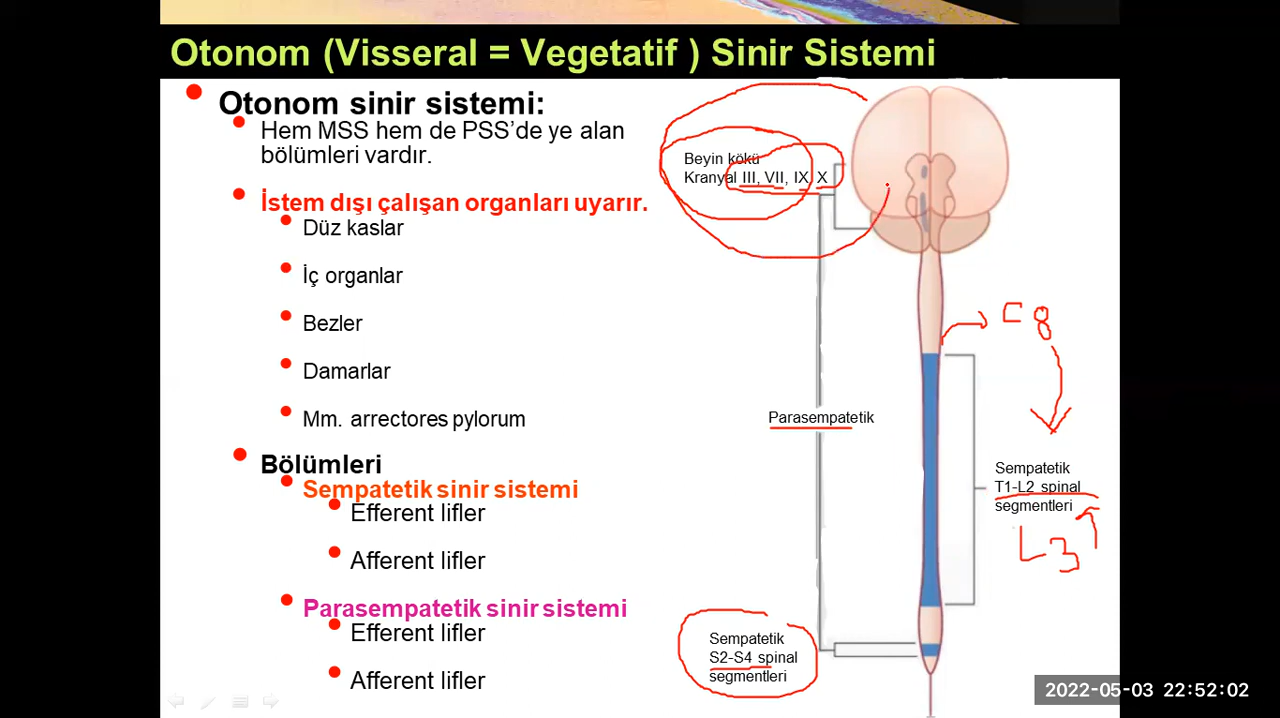 Otonom (Visseral = Vegetatif ) Sinir Sistemi
Otonom sinir sistemi:
Hem MSS hem de PSS’de ye alan
bölümleri vardır.
İstem dışı çalışan organları uyarır.
Düz kaslar
İç organlar
Bezler
Damarlar
Mm. arrectores pylorum
Bölümleri
Sempatetik sinir sistemi
Efferent lifler
Afferent lifler
Parasempatetik sinir sistemi
Efferent lifler
Afferent lifler
Beyin kökü
Kranyal III, VII, IX X
C8
Parasempatetik
Sempatetik
T1-L2 spinal
segmentleri
L3
Sempatetik
S2-S4 spinal
segmentleri
2022-05-03 22:52:02